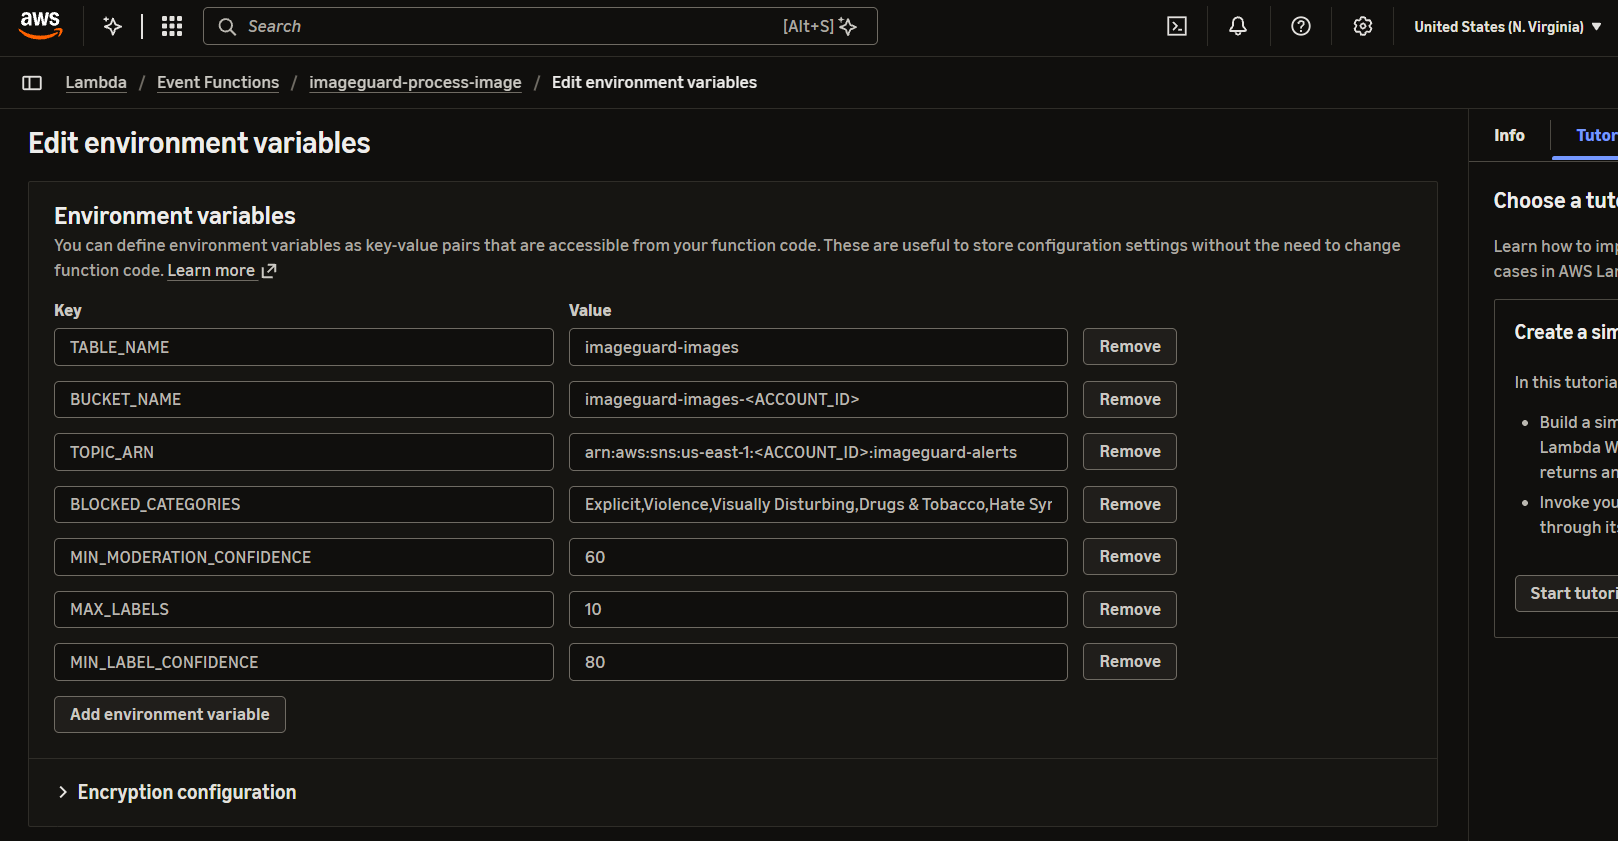 aws
Search [Alt+S]
United States (N. Virginia)
Lambda / Event Functions / imageguard-process-image / Edit environment variables
Edit environment variables
Info
Tutor
Environment variables
You can define environment variables as key-value pairs that are accessible from your function code. These are useful to store configuration settings without the need to change
function code. Learn more
Key Value
TABLE_NAME imageguard-images Remove
BUCKET_NAME imageguard-images-<ACCOUNT_ID> Remove
TOPIC_ARN arn:aws:sns:us-east-1:<ACCOUNT_ID>:imageguard-alerts Remove
BLOCKED_CATEGORIES Explicit,Violence,Visually Disturbing,Drugs & Tobacco,Hate Syr Remove
MIN_MODERATION_CONFIDENCE 60 Remove
MAX_LABELS 10 Remove
MIN_LABEL_CONFIDENCE 80 Remove
Add environment variable
Encryption configuration
Choose a tut
Learn how to imp
cases in AWS Lar
Create a sim
In this tutoria
• Build a sim
Lambda W
returns an
• Invoke you
through its
Start tutori